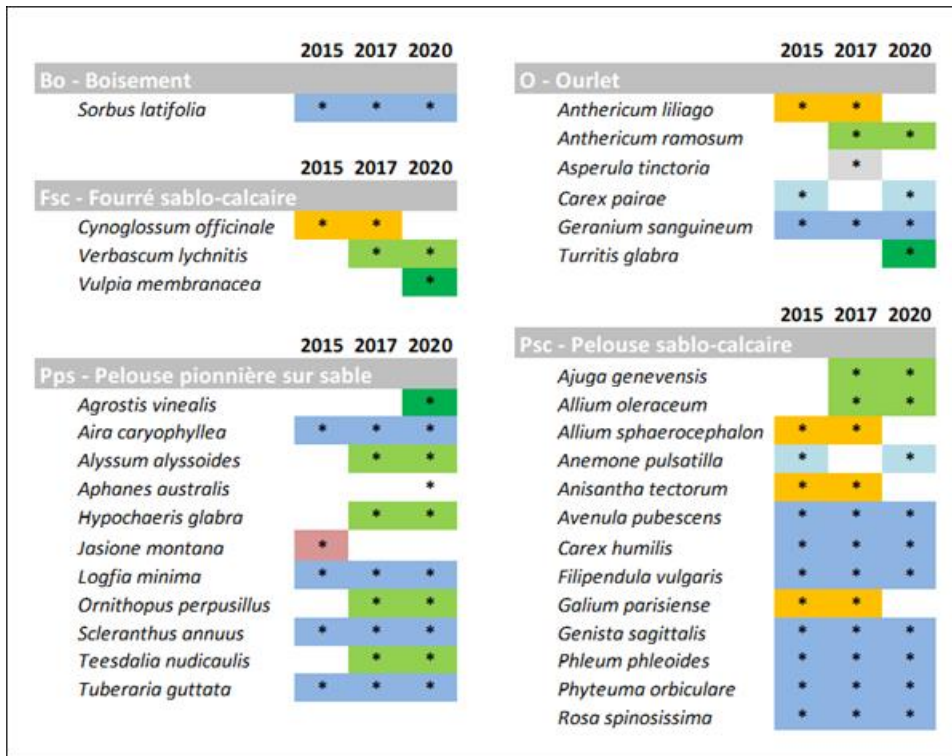 2015 2017 2020
Bo - Boisement
Sorbus latifolia * * *
Fsc - Fourré sablo-calcaire
Cynoglossum officinale * *
Verbascum lychnitis * *
Vulpia membranacea *
2015 2017 2020
Pps - Pelouse pionnière sur sable
Agrostis vinealis *
Aira caryophyllea * * *
Alyssum alyssoides * *
Aphanes australis *
Hypochaeris glabra * *
Jasione montana *
Logfia minima * * *
Ornithopus perpusillus * *
Scleranthus annuus * * *
Teesdalia nudicaulis * *
Tuberaria guttata * * *
2015 2017 2020
O - Ourlet
Anthericum liliago * *
Anthericum ramosum * *
Asperula tinctoria *
Carex pairae * *
Geranium sanguineum * * *
Turritis glabra *
2015 2017 2020
Psc - Pelouse sablo-calcaire
Ajuga genevensis * *
Allium oleraceum * *
Allium sphaerocephalon * *
Anemone pulsatilla * *
Anisantha tectorum * *
Avenula pubescens * * *
Carex humilis * * *
Filipendula vulgaris * * *
Galium parisiense * *
Genista sagittalis * * *
Phleum phleoides * * *
Phyteuma orbiculare * * *
Rosa spinosissima * * *